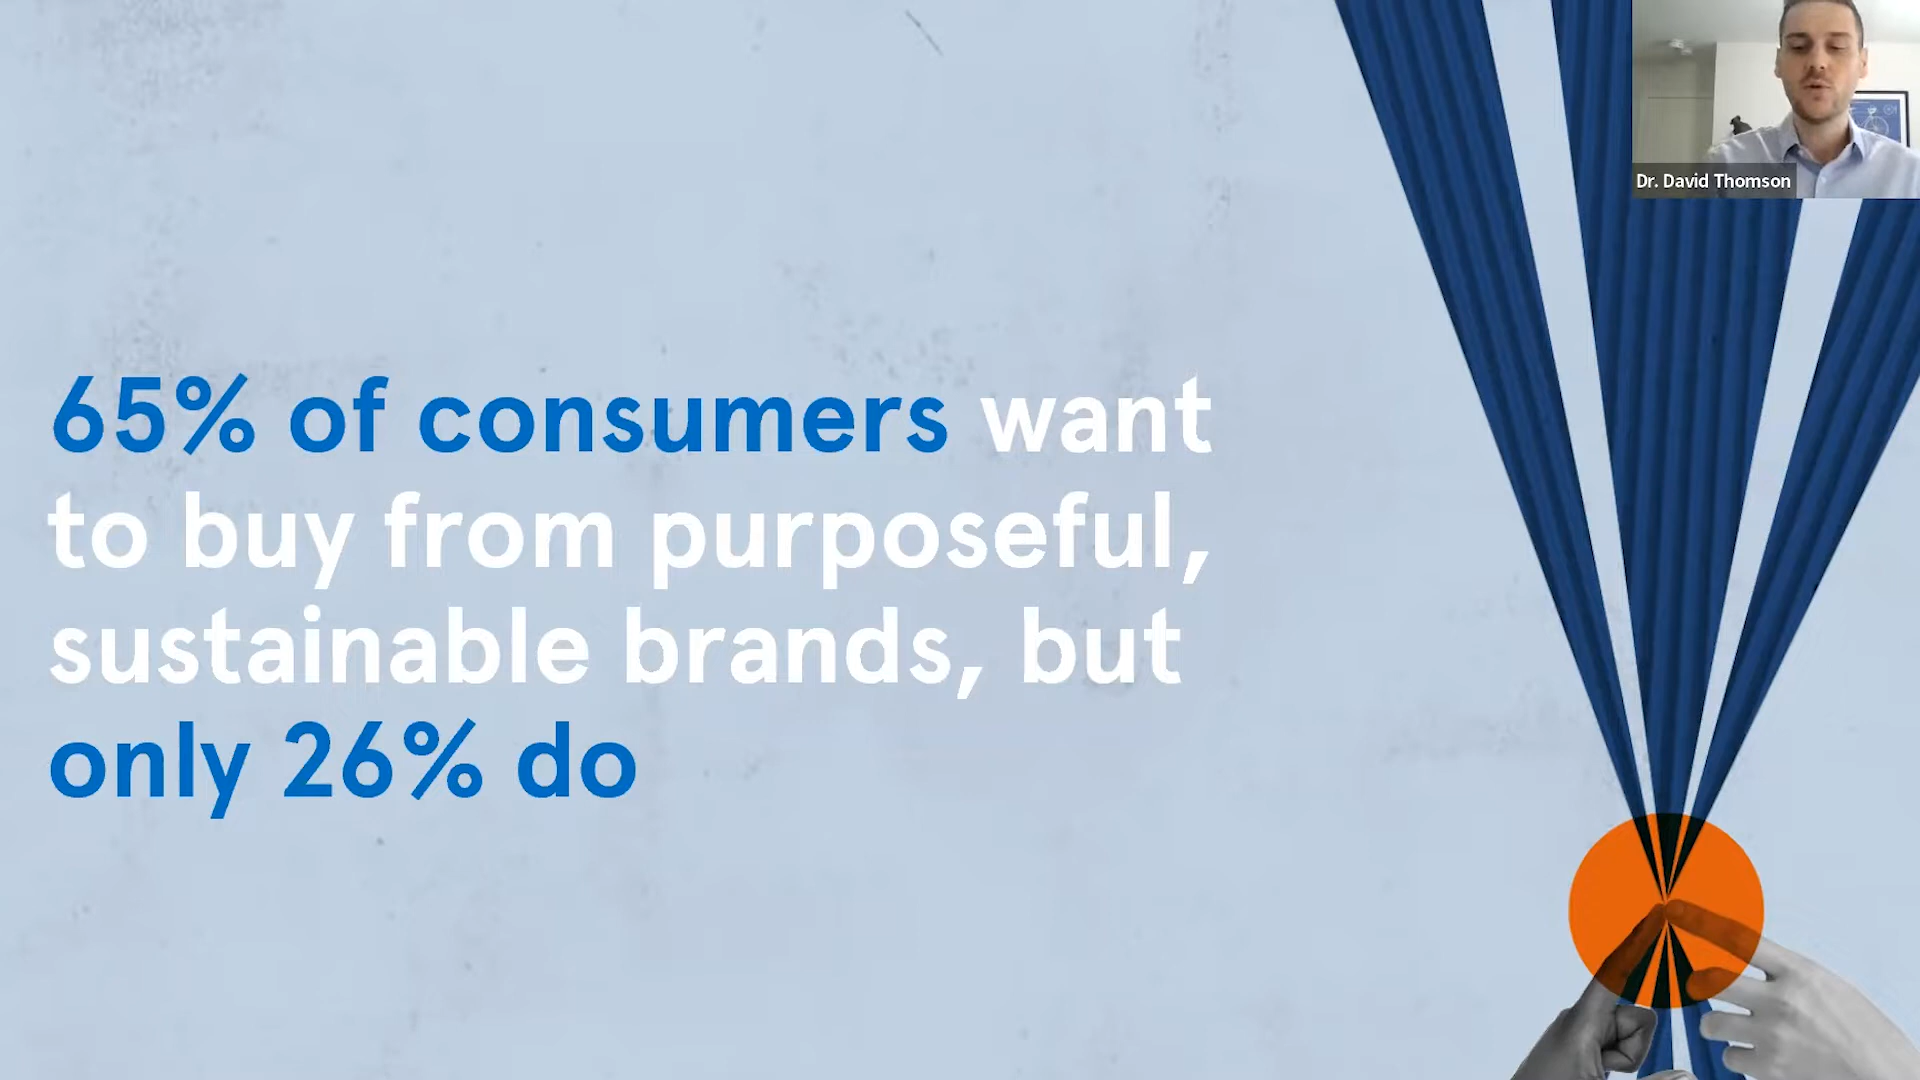 65% of consumers want
to buy from purposeful,
sustainable brands, but
only 26% do
Dr. David Thomson